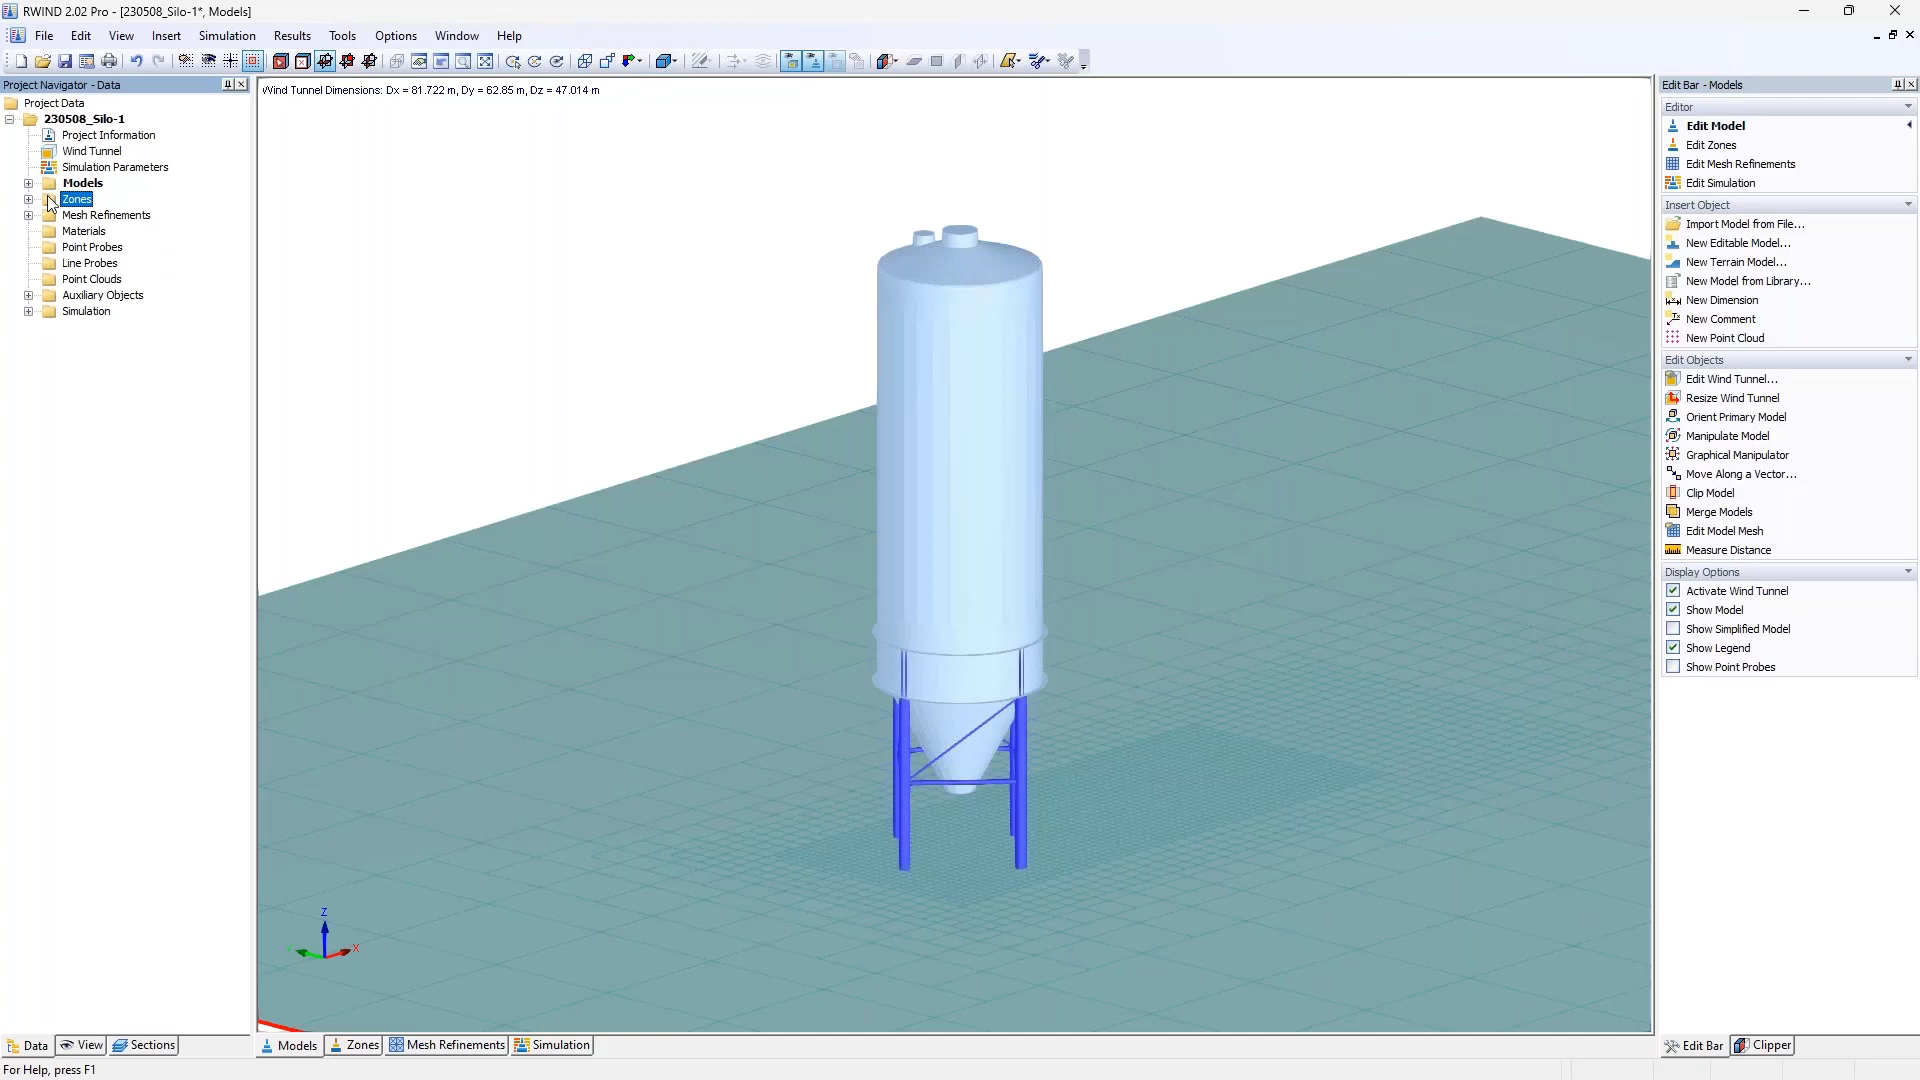 RWIND 2.02 Pro - [230508_Silo-1*, Models]
File Edit View Insert Simulation Results Tools Options Window Help
Project Navigator - Data
Project Data
230508_Silo-1
Project Information
Wind Tunnel
Simulation Parameters
Models
Zones
Mesh Refinements
Materials
Point Probes
Line Probes
Point Clouds
Auxiliary Objects
Simulation
Wind Tunnel Dimensions: Dx = 81.722 m, Dy = 62.85 m, Dz = 47.014 m
Z
Y
X
Edit Bar - Models
Editor
Edit Model
Edit Zones
Edit Mesh Refinements
Edit Simulation
Insert Object
Import Model from File...
New Editable Model...
New Terrain Model...
New Model from Library...
New Dimension
New Comment
New Point Cloud
Edit Objects
Edit Wind Tunnel...
Resize Wind Tunnel
Orient Primary Model
Manipulate Model
Graphical Manipulator
Move Along a Vector...
Clip Model
Merge Models
Edit Model Mesh
Measure Distance
Display Options
Activate Wind Tunnel
Show Model
Show Simplified Model
Show Legend
Show Point Probes
Data View Sections
Models Zones Mesh Refinements Simulation
Edit Bar Clipper
For Help, press F1